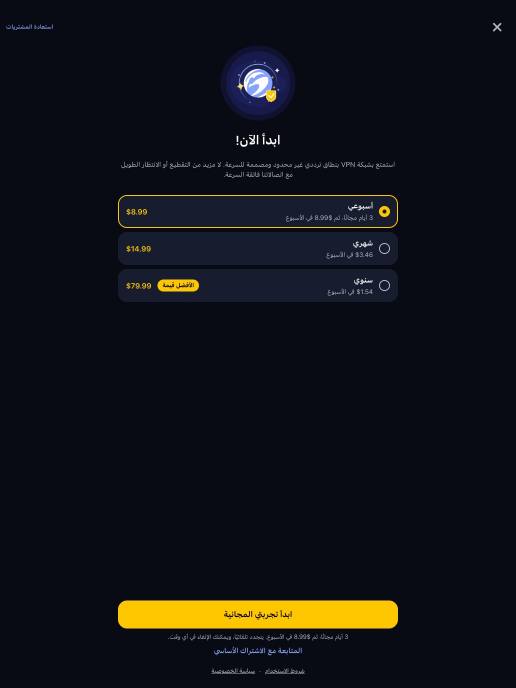 استعادة المشتريات
ابدأ الآن!
استمتع بشبكة VPN بنطاق ترددي غير محدود ومصممة للسرعة. لا مزيد من التقطيع أو الانتظار الطويل
مع اتصالاتنا فائقة السرعة.
أسبوعي
$8.99
3 أيام مجانًا، ثم 8.99$ في الأسبوع
شهري
$14.99
$3.46 في الأسبوع
سنوي
الأفضل قيمة
$79.99
$1.54 في الأسبوع
ابدأ تجربتي المجانية
3 أيام مجانًا، ثم 8.99$ في الأسبوع. يتجدد تلقائيًا، ويمكنك الإلغاء في أي وقت.
المتابعة مع الاشتراك الأساسي
شروط الاستخدام - سياسة الخصوصية